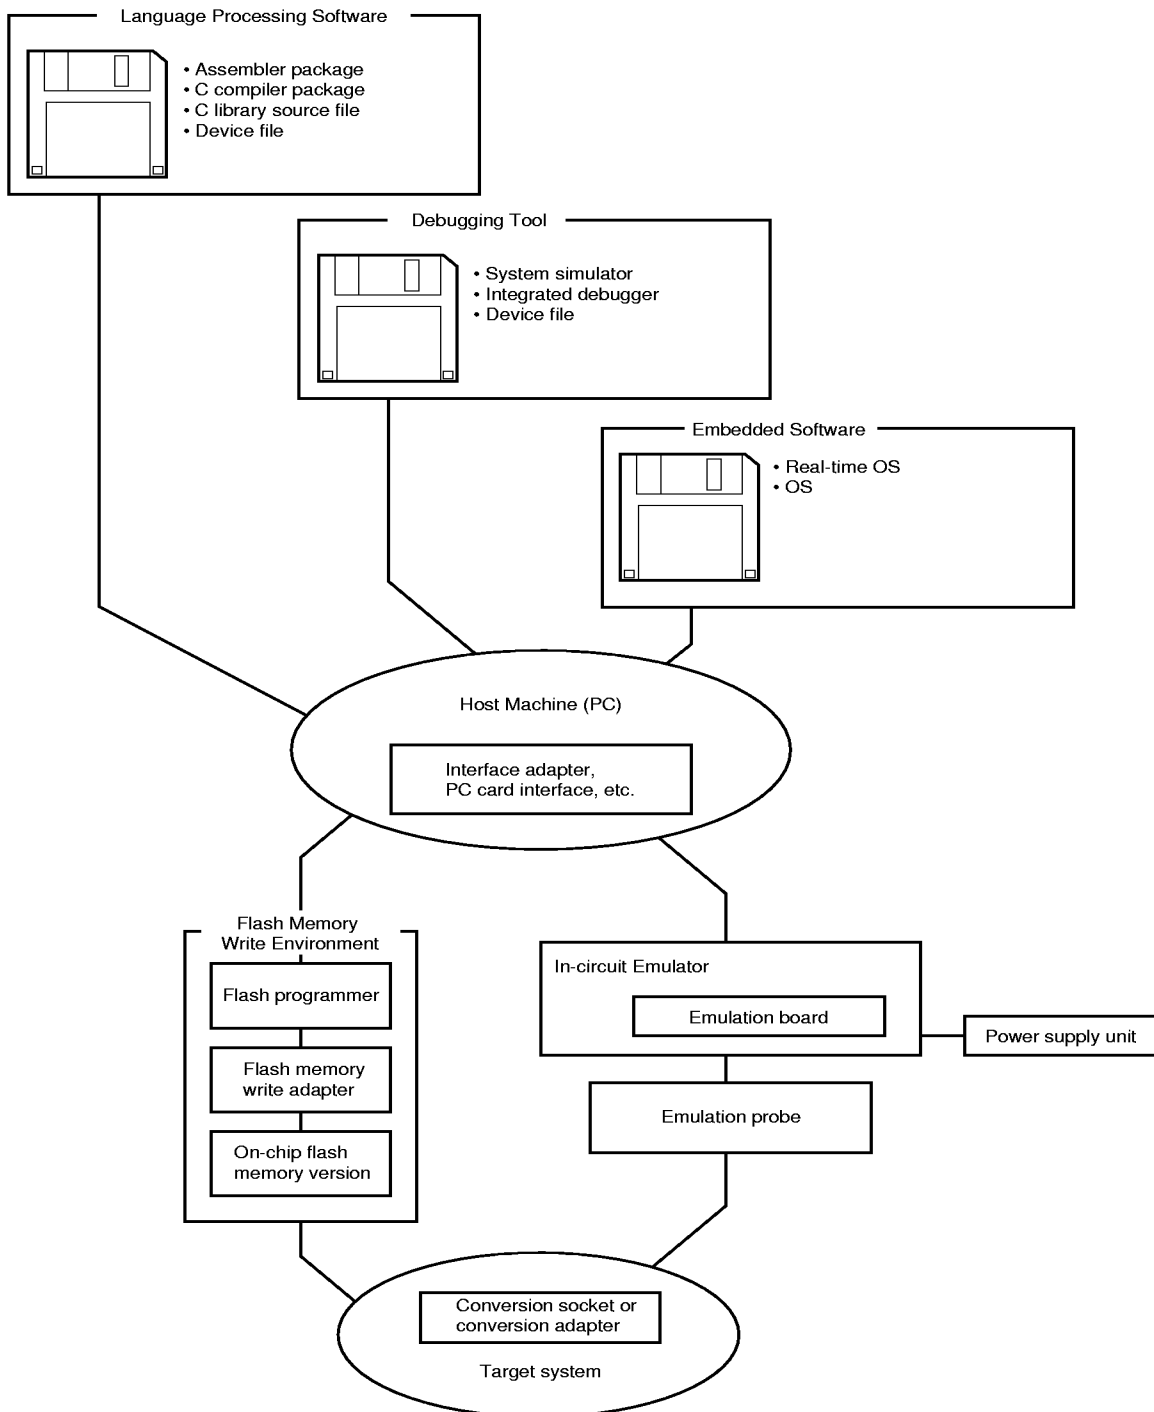 Language Processing Software
• Assembler package
• C compiler package
• C library source file
• Device file
Debugging Tool
• System simulator
• Integrated debugger
• Device file
Embedded Software
• Real-time OS
• OS
Host Machine (PC)
Interface adapter,
PC card interface, etc.
Flash Memory
Write Environment
Flash programmer
Flash memory
write adapter
On-chip flash
memory version
In-circuit Emulator
Emulation board
Power supply unit
Emulation probe
Conversion socket or
conversion adapter
Target system